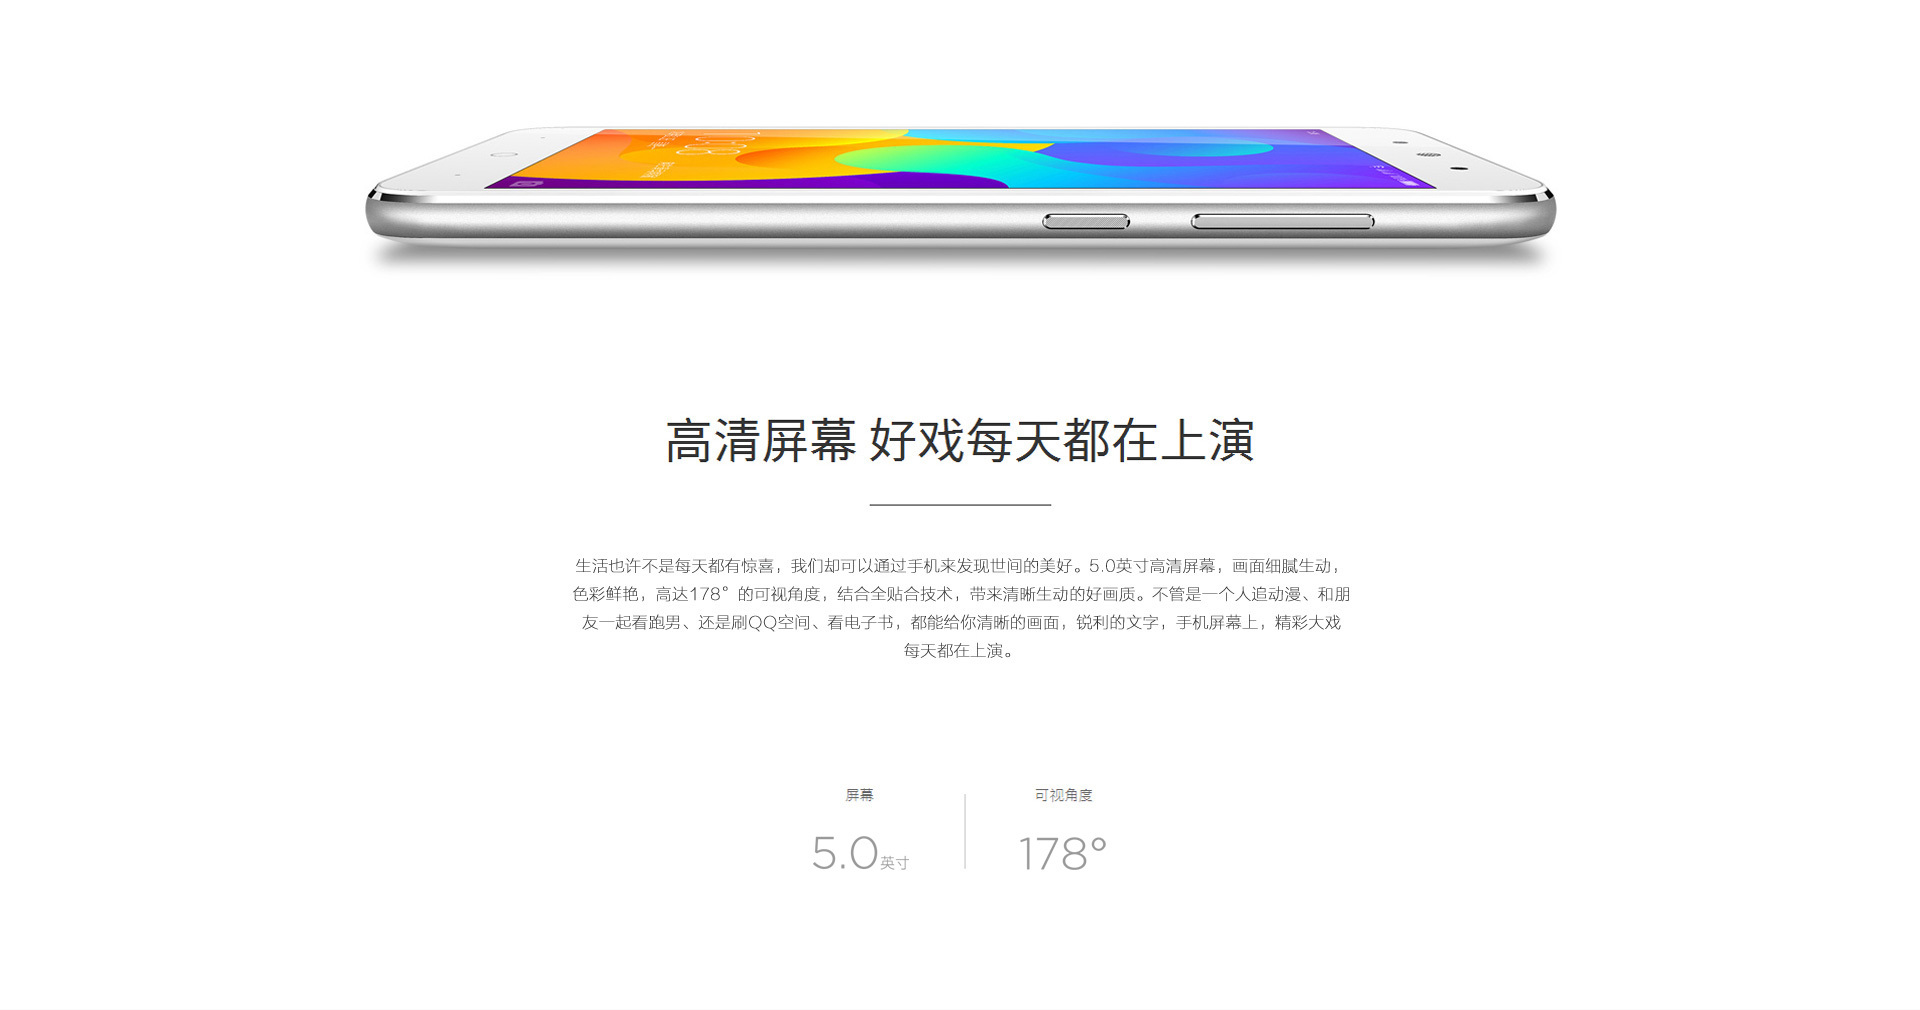 10:08
高清屏幕 好戏每天都在上演
生活也许不是每天都有惊喜，我们却可以通过手机来发现世间的美好。5.0英寸高清屏幕，画面细腻生动，
色彩鲜艳，高达178°的可视角度，结合全贴合技术，带来清晰生动的好画质。不管是一个人追动漫、和朋
友一起看跑男、还是刷QQ空间、看电子书，都能给你清晰的画面，锐利的文字，手机屏幕上，精彩大戏
每天都在上演。
屏幕
可视角度
5.0英寸
178°